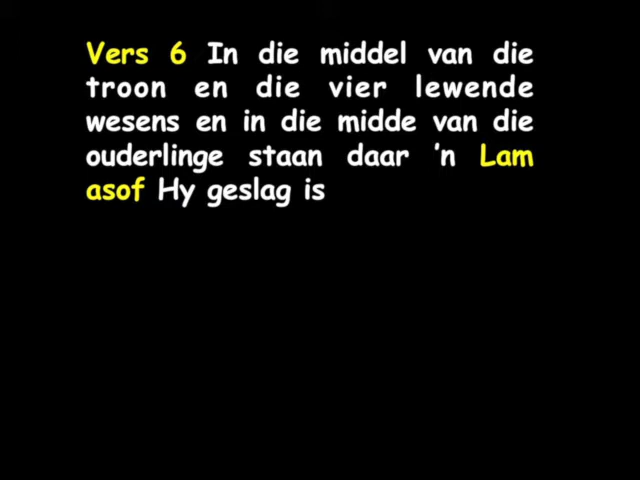 Vers 6 In die middel van die
troon en die vier lewende
wesens en in die midde van die
ouderlinge staan daar 'n Lam
asof Hy geslag is